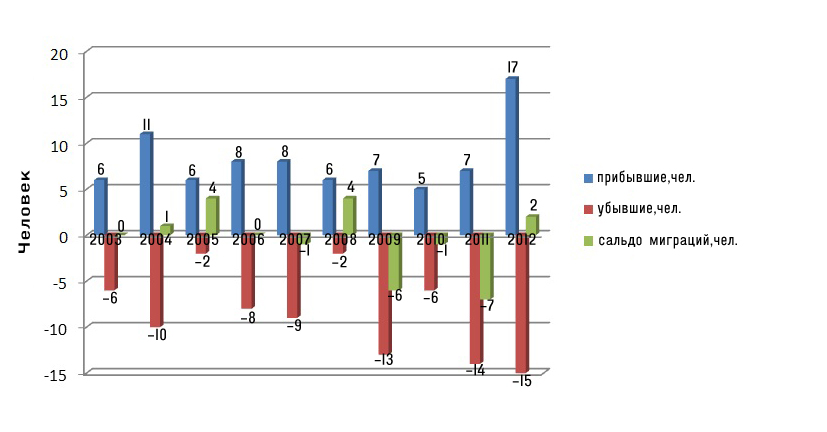 20
15
10
5
0
-5
-10
-15
Человек
6 11 6 8 8 6 7 5 7 17
0 1 4 0 -1 4 -6 -1 -7 2
2003 2004 2005 2006 2007 2008 2009 2010 2011 2012
-6 -10 -2 -8 -9 -2 -13 -6 -14 -15
прибывшие,чел.
убывшие,чел.
сальдо миграций,чел.